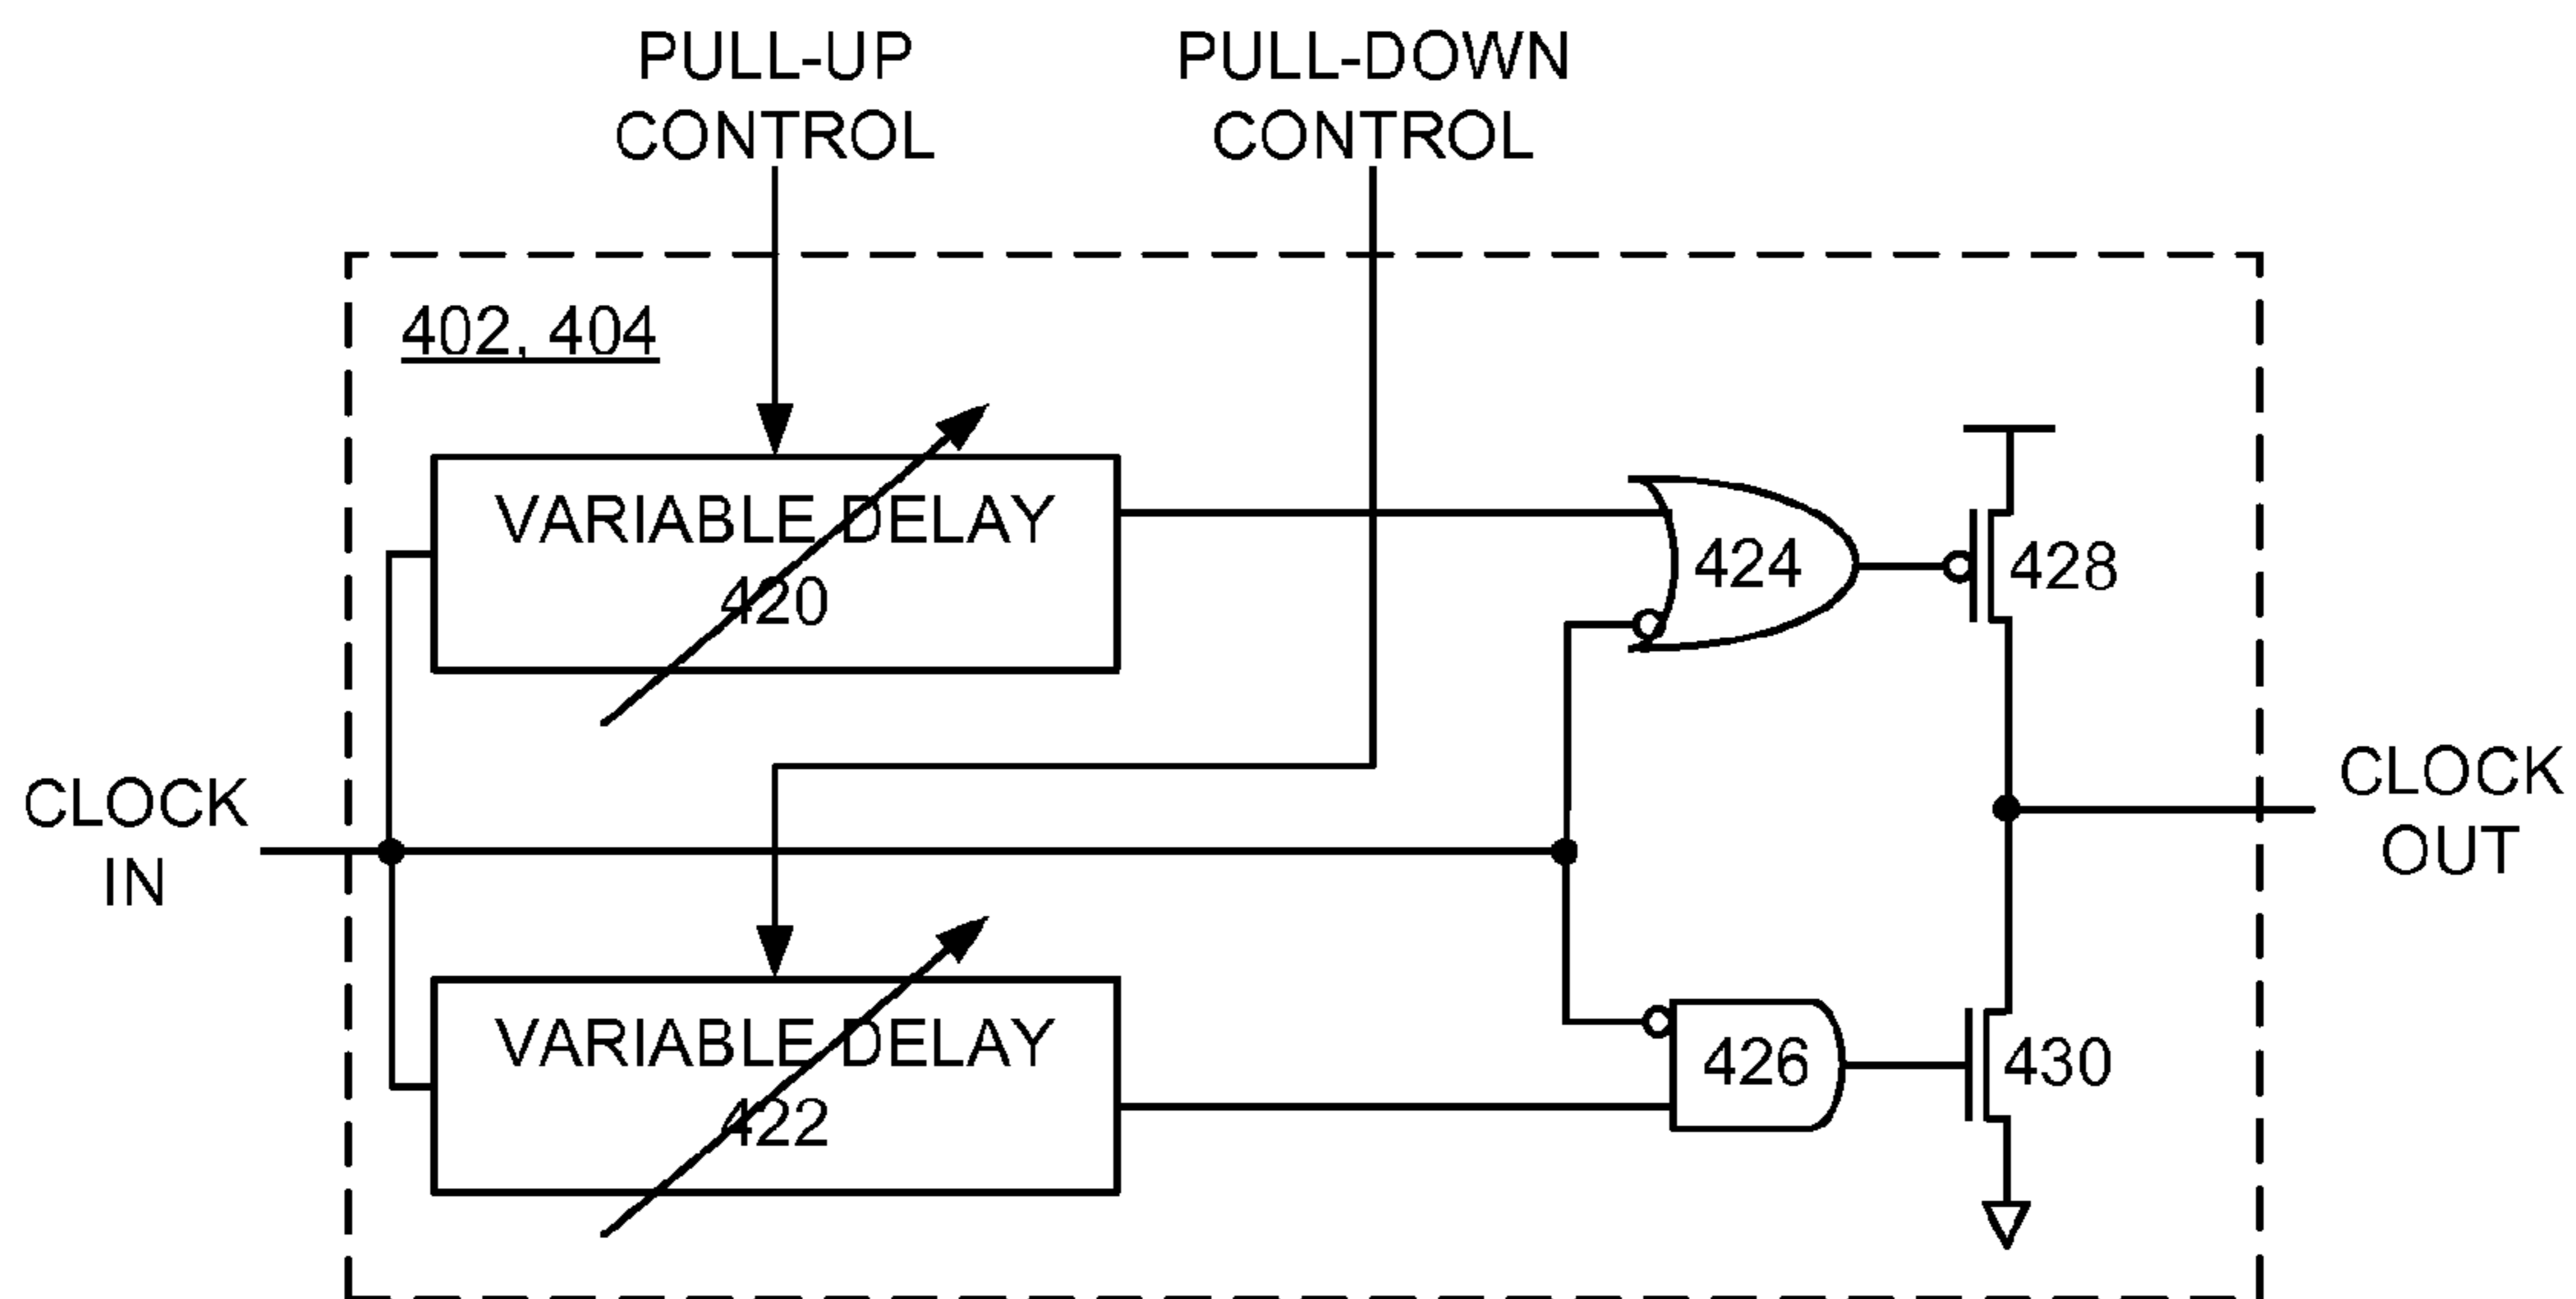 PULL-UP
CONTROL
PULL-DOWN
CONTROL
402, 404
VARIABLE DELAY
420
424
428
CLOCK
IN
CLOCK
OUT
VARIABLE DELAY
422
426
430